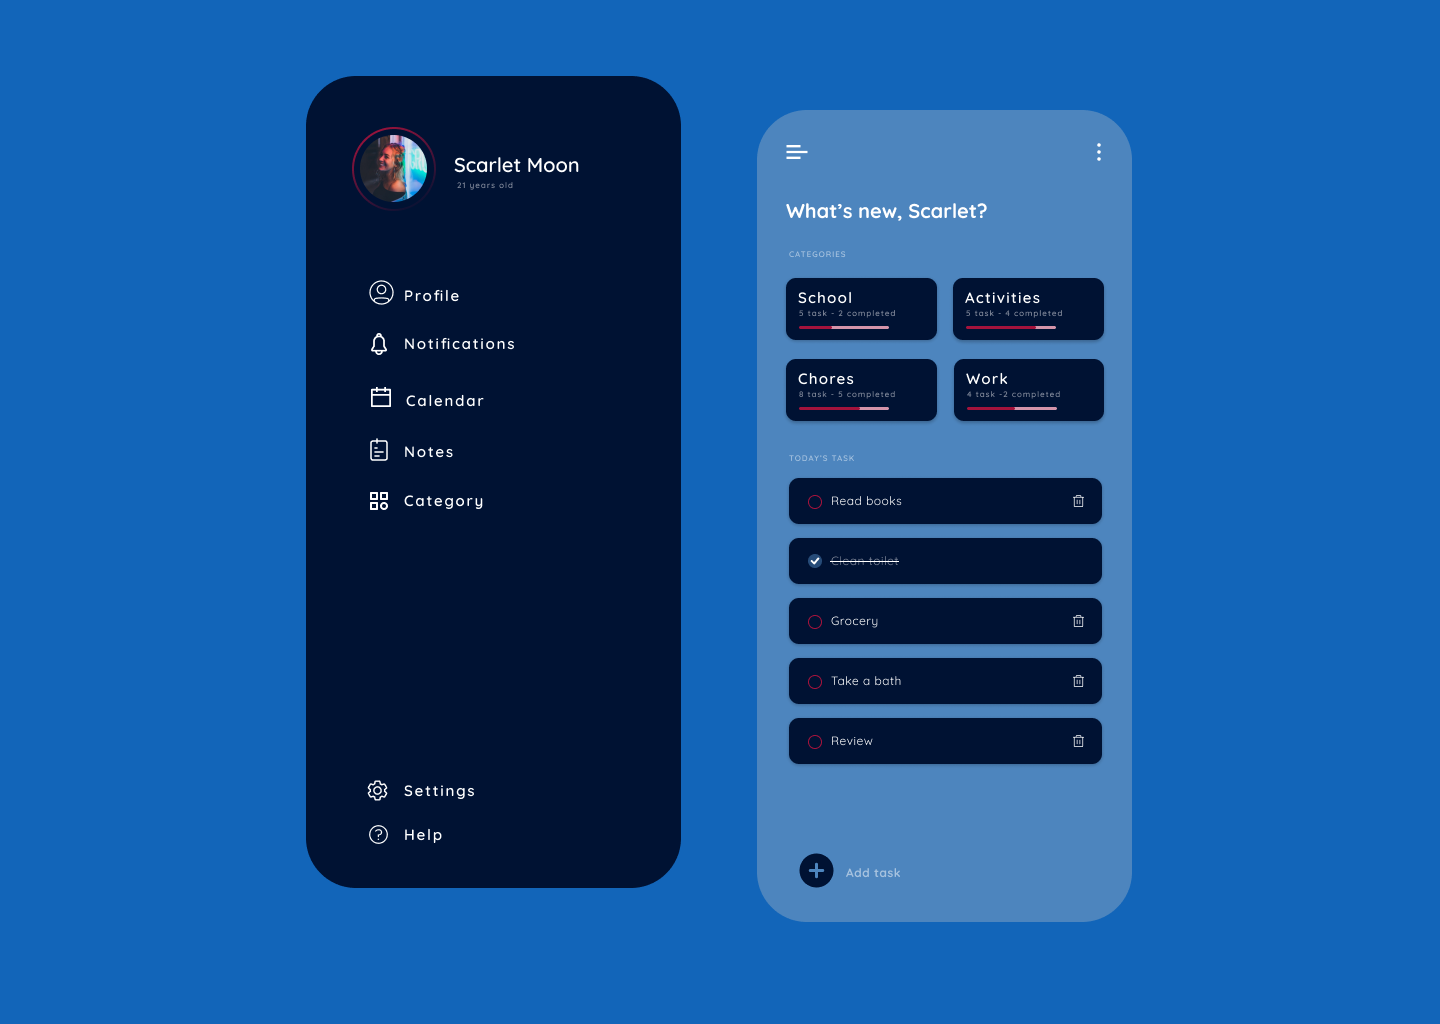 Scarlet Moon
21 years old
Profile
Notifications
Calendar
Notes
Category
Settings
Help
What's new, Scarlet?
CATEGORIES
School
5 task - 2 completed
Activities
5 task - 4 completed
Chores
8 task - 5 completed
Work
4 task -2 completed
TODAY'S TASK
Read books
Clean toilet
Grocery
Take a bath
Review
Add task